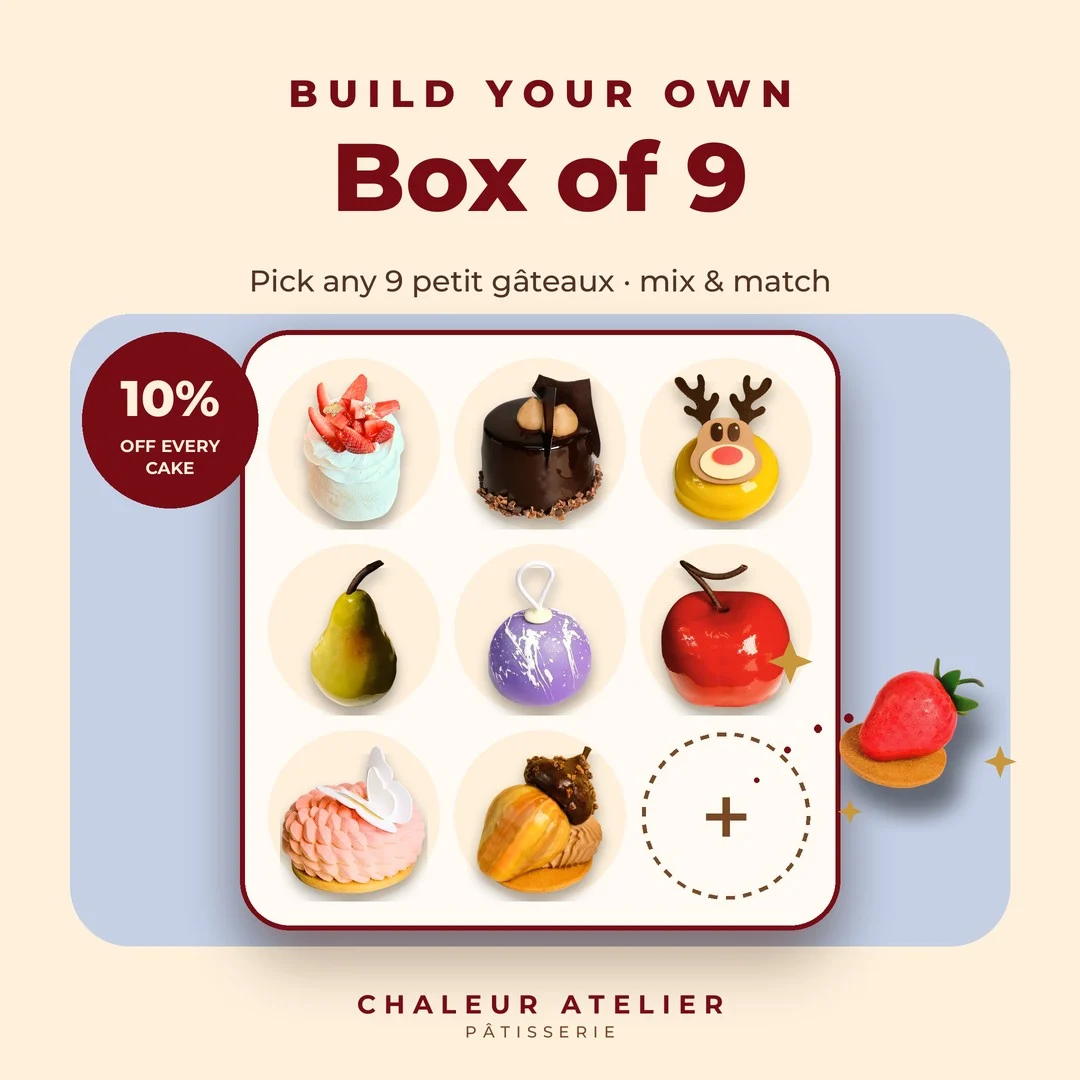 BUILD YOUR OWN
Box of 9
Pick any 9 petit gâteaux · mix & match
10%
OFF EVERY
CAKE
+
CHALEUR ATELIER
PÂTISSERIE